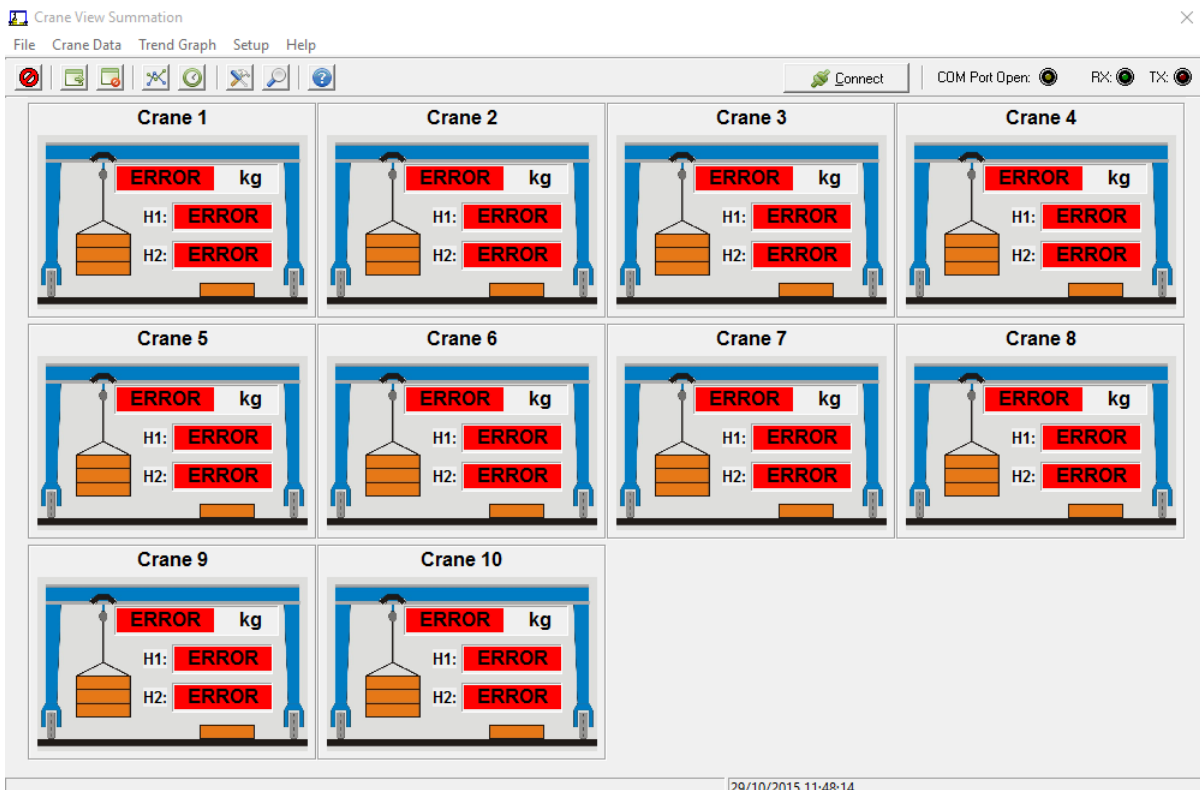 Crane View Summation
File Crane Data Trend Graph Setup Help
Connect COM Port Open: RX: TX:
Crane 1 Crane 2 Crane 3 Crane 4
ERROR kg ERROR kg ERROR kg ERROR kg
H1: ERROR H1: ERROR H1: ERROR H1: ERROR
H2: ERROR H2: ERROR H2: ERROR H2: ERROR
Crane 5 Crane 6 Crane 7 Crane 8
ERROR kg ERROR kg ERROR kg ERROR kg
H1: ERROR H1: ERROR H1: ERROR H1: ERROR
H2: ERROR H2: ERROR H2: ERROR H2: ERROR
Crane 9 Crane 10
ERROR kg ERROR kg
H1: ERROR H1: ERROR
H2: ERROR H2: ERROR
29/10/2015 11:48:14